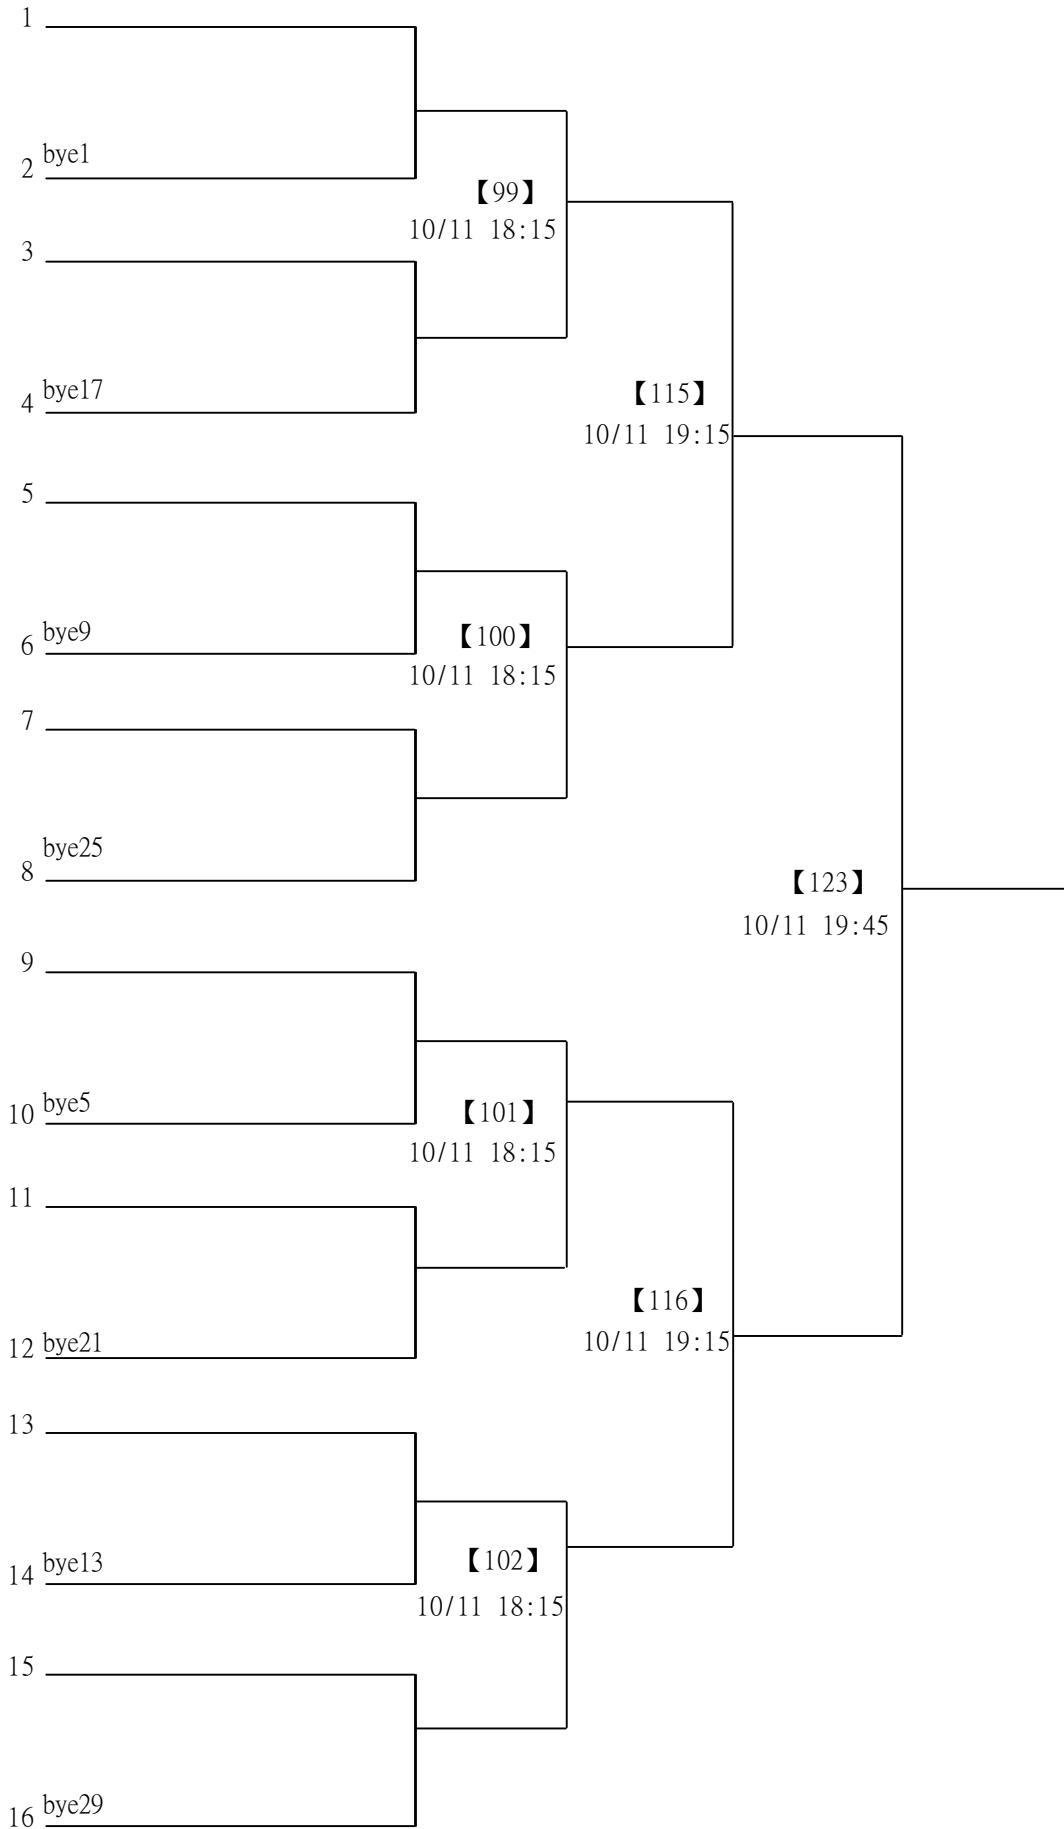 1
2 bye1
【99】
10/11 18:15
3
4 bye17
【115】
10/11 19:15
5
6 bye9
【100】
10/11 18:15
7
8 bye25
【123】
10/11 19:45
9
10 bye5
【101】
10/11 18:15
11
【116】
10/11 19:15
12 bye21
13
14 bye13
【102】
10/11 18:15
15
16 bye29